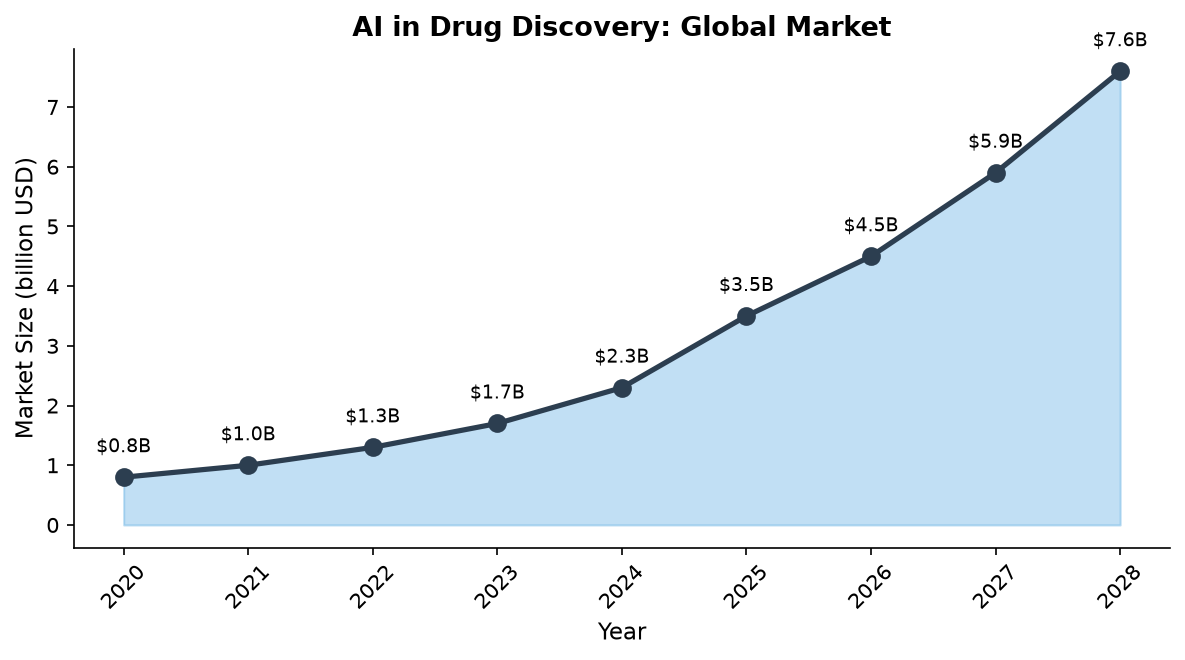 AI in Drug Discovery: Global Market
Market Size (billion USD)
7
6
5
4
3
2
1
0
$0.8B
$1.0B
$1.3B
$1.7B
$2.3B
$3.5B
$4.5B
$5.9B
$7.6B
2020
2021
2022
2023
2024
2025
2026
2027
2028
Year